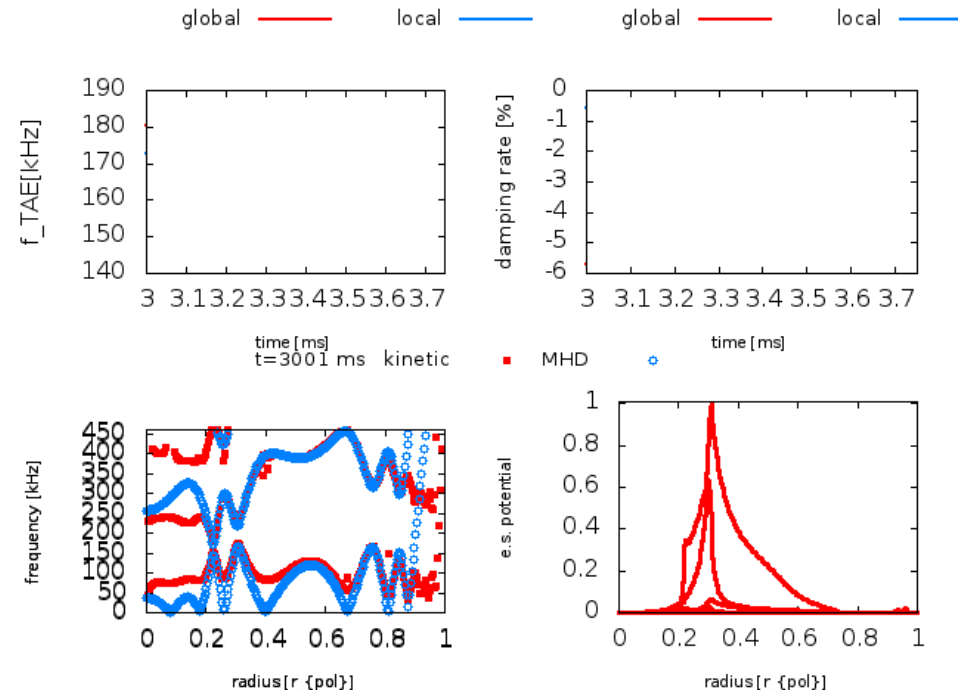 global local global local
190
180
170
160
150
140
f_TAE[kHz]
3 3.1 3.2 3.3 3.4 3.5 3.6 3.7
time [ms]
0
-1
-2
-3
-4
-5
-6
damping rate [%]
3 3.1 3.2 3.3 3.4 3.5 3.6 3.7
time [ms]
t=3001 ms kinetic MHD
450
400
350
300
250
200
150
100
50
0
frequency [kHz]
0 0.2 0.4 0.6 0.8 1
radius[r_{pol}]
1
0.8
0.6
0.4
0.2
0
e.s. potential
0 0.2 0.4 0.6 0.8 1
radius[r_{pol}]